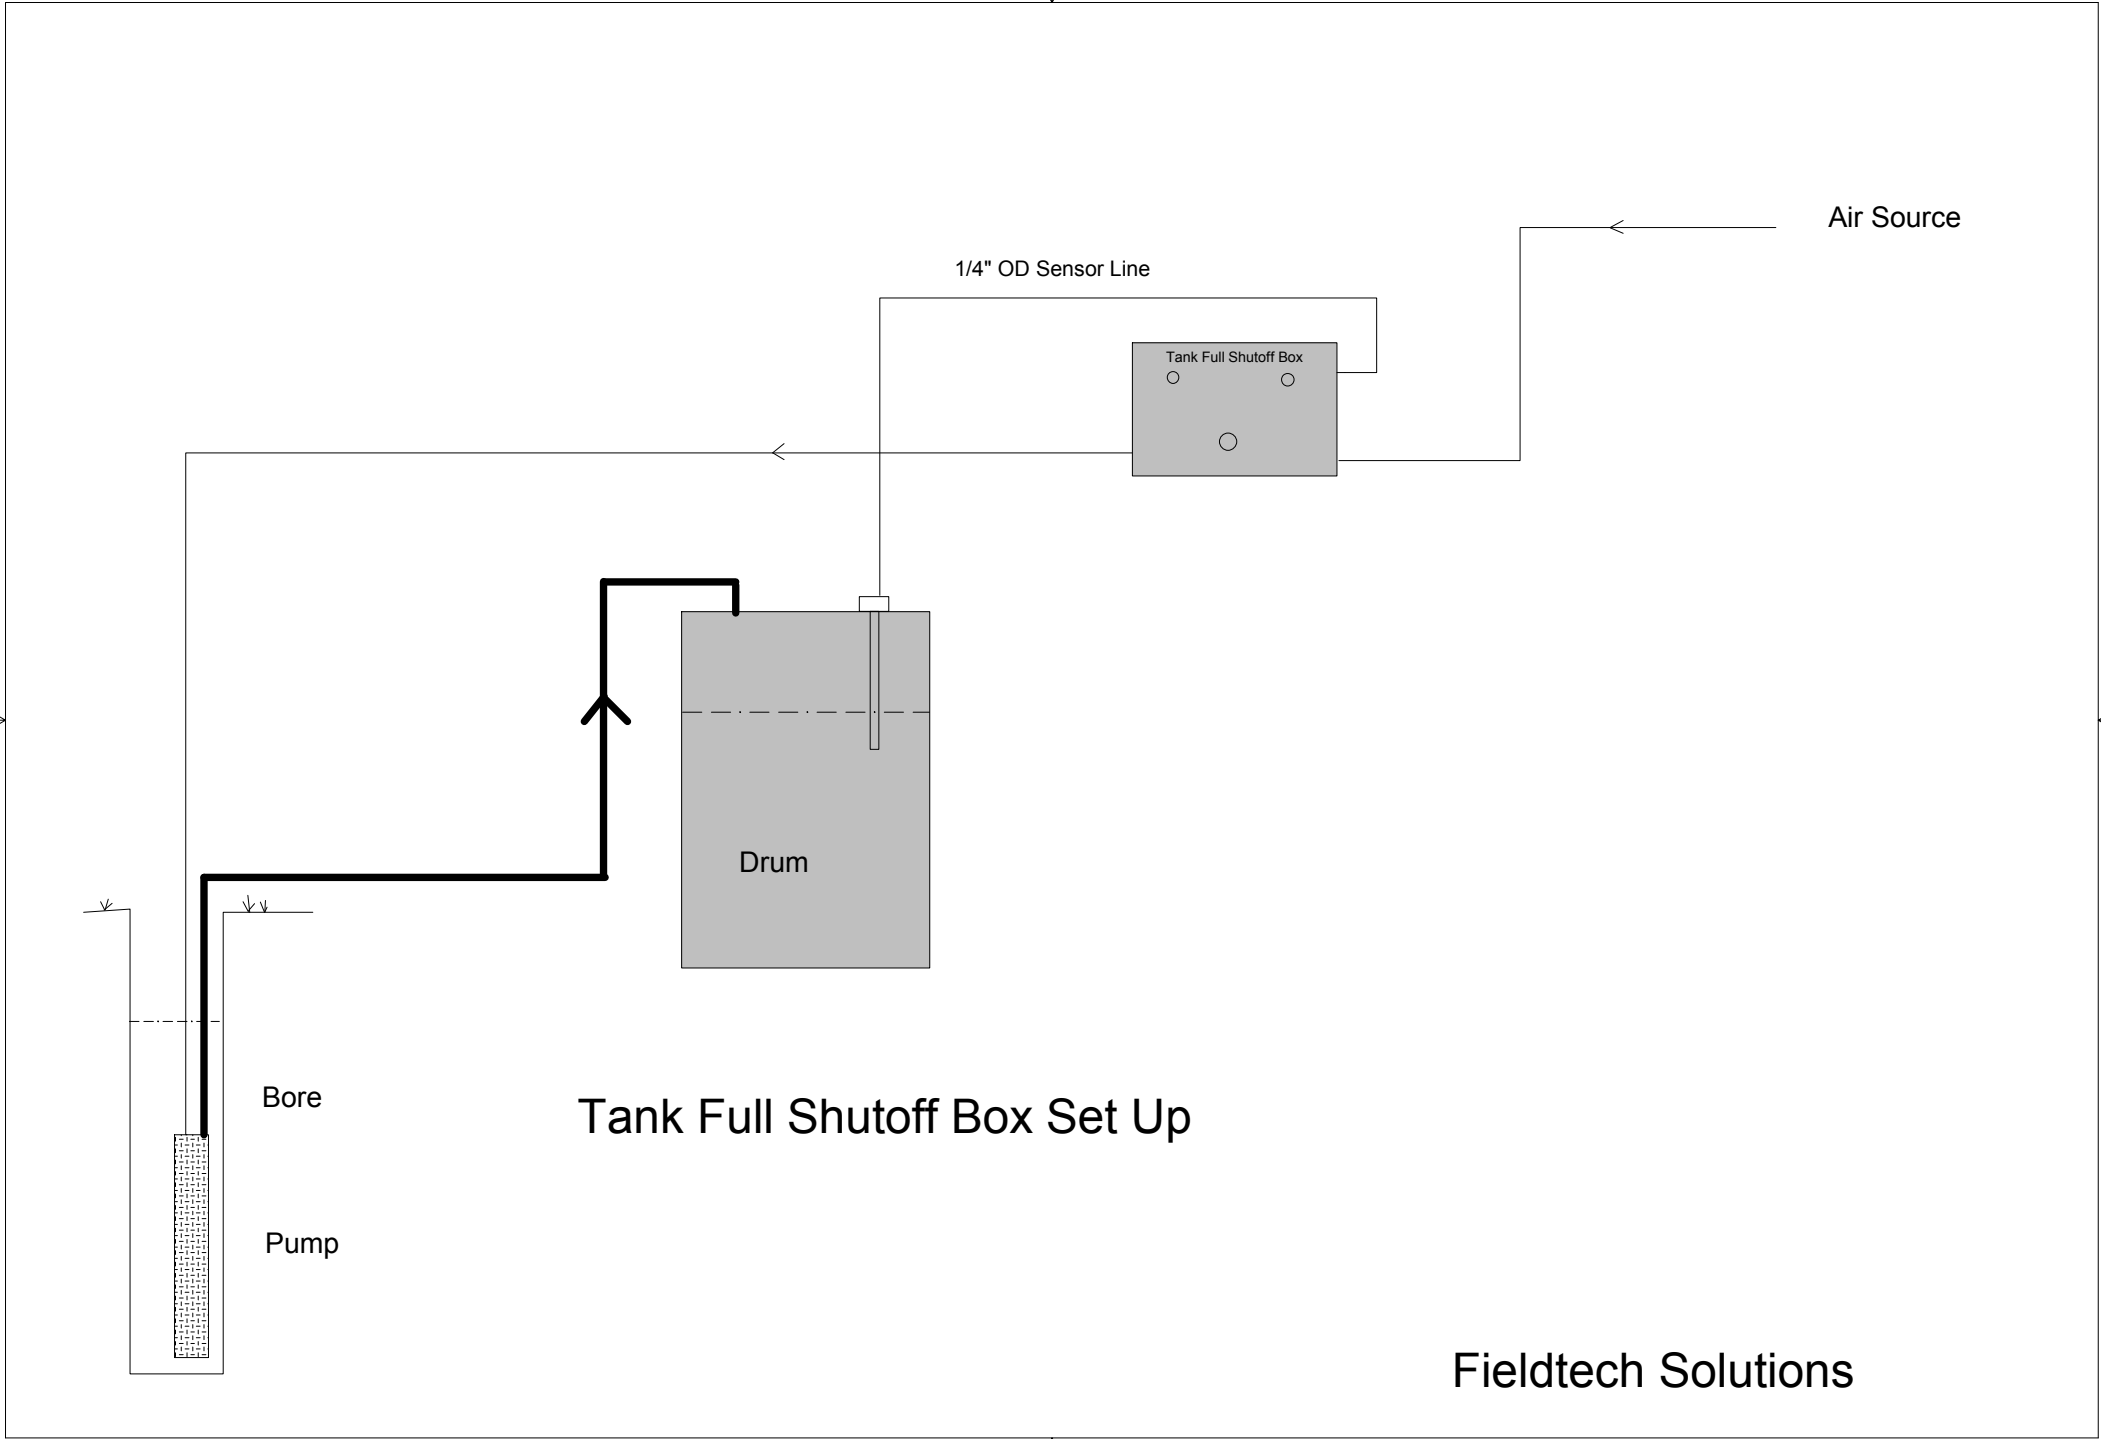 Air Source
1/4" OD Sensor Line
Tank Full Shutoff Box
Drum
Bore
Tank Full Shutoff Box Set Up
Pump
Fieldtech Solutions